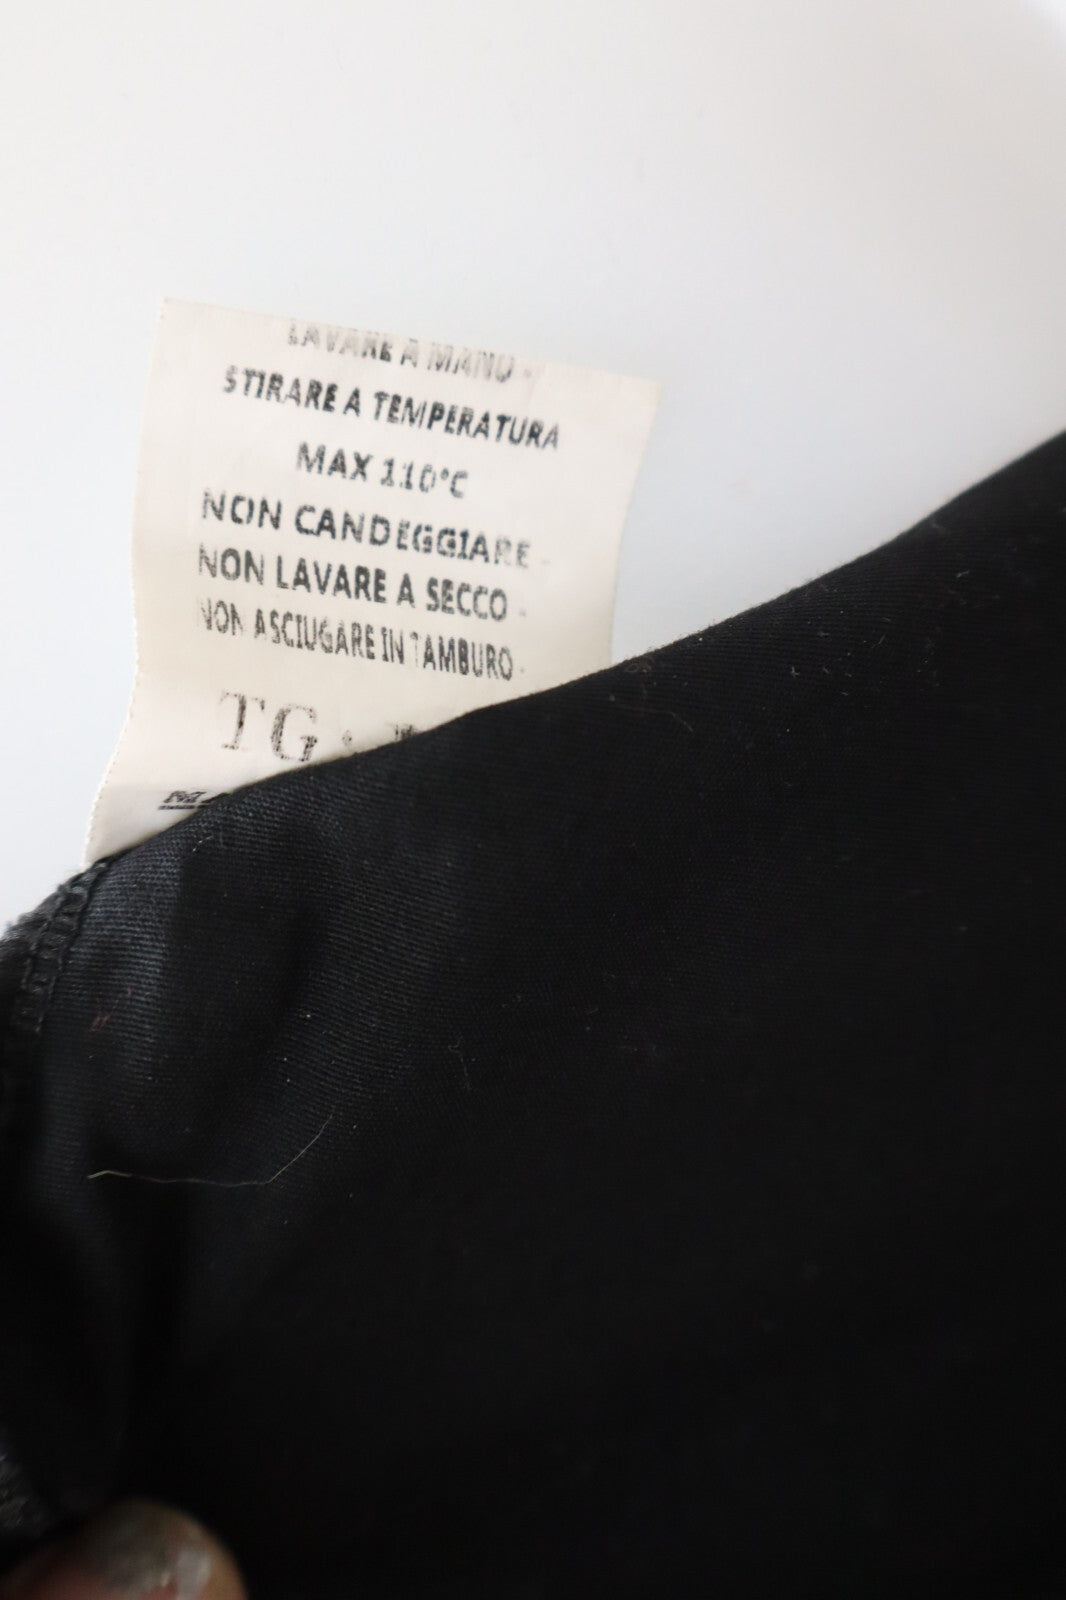 LAVARE A MANO -
STIRARE A TEMPERATURA
MAX 110°C
NON CANDEGGIARE -
NON LAVARE A SECCO -
NON ASCIUGARE IN TAMBURO -
TG.